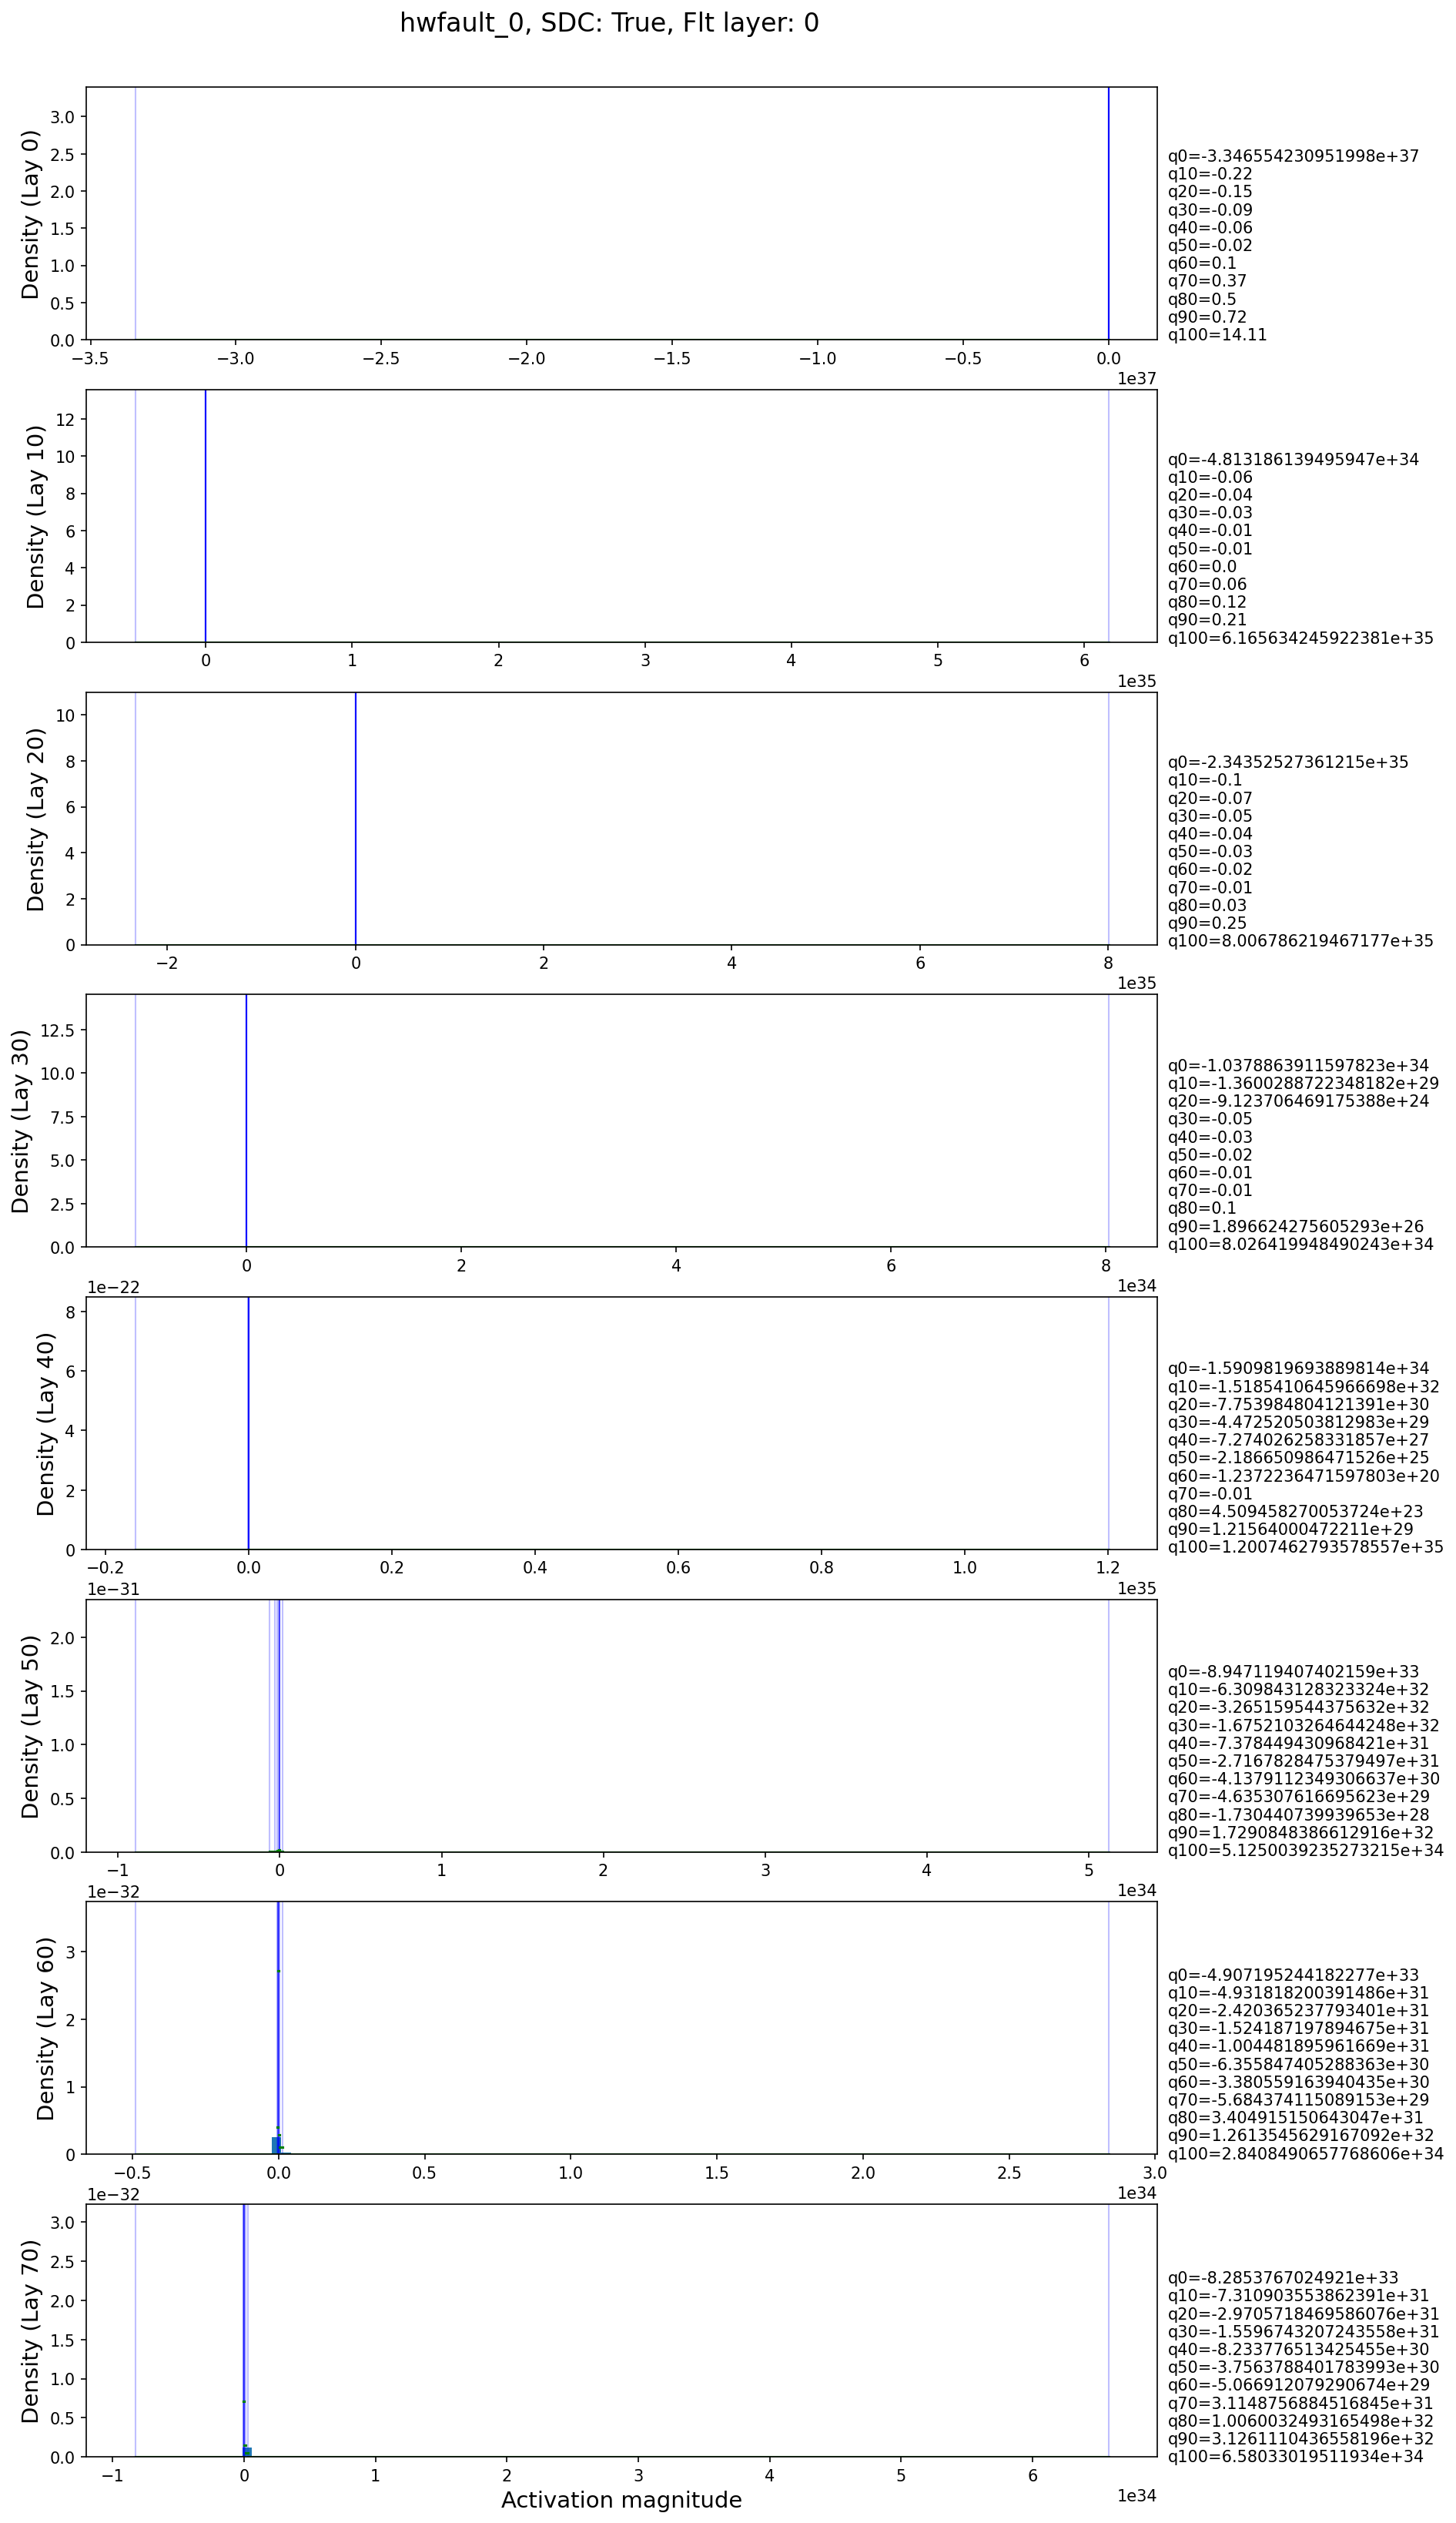 hwfault_0, SDC: True, Flt layer: 0
Density (Lay 0)
3.0
2.5
2.0
1.5
1.0
0.5
0.0
−3.5 −3.0 −2.5 −2.0 −1.5 −1.0 −0.5 0.0
1e37
q0=-3.346554230951998e+37
q10=-0.22
q20=-0.15
q30=-0.09
q40=-0.06
q50=-0.02
q60=0.1
q70=0.37
q80=0.5
q90=0.72
q100=14.11
Density (Lay 10)
12
10
8
6
4
2
0
0 1 2 3 4 5 6
1e35
q0=-4.813186139495947e+34
q10=-0.06
q20=-0.04
q30=-0.03
q40=-0.01
q50=-0.01
q60=0.0
q70=0.06
q80=0.12
q90=0.21
q100=6.165634245922381e+35
Density (Lay 20)
10
8
6
4
2
0
−2 0 2 4 6 8
1e35
q0=-2.34352527361215e+35
q10=-0.1
q20=-0.07
q30=-0.05
q40=-0.04
q50=-0.03
q60=-0.02
q70=-0.01
q80=0.03
q90=0.25
q100=8.006786219467177e+35
Density (Lay 30)
12.5
10.0
7.5
5.0
2.5
0.0
0 2 4 6 8
1e34
q0=-1.0378863911597823e+34
q10=-1.3600288722348182e+29
q20=-9.123706469175388e+24
q30=-0.05
q40=-0.03
q50=-0.02
q60=-0.01
q70=-0.01
q80=0.1
q90=1.896624275605293e+26
q100=8.026419948490243e+34
1e−22
Density (Lay 40)
8
6
4
2
0
−0.2 0.0 0.2 0.4 0.6 0.8 1.0 1.2
1e35
q0=-1.5909819693889814e+34
q10=-1.5185410645966698e+32
q20=-7.753984804121391e+30
q30=-4.472520503812983e+29
q40=-7.274026258331857e+27
q50=-2.186650986471526e+25
q60=-1.2372236471597803e+20
q70=-0.01
q80=4.509458270053724e+23
q90=1.21564000472211e+29
q100=1.2007462793578557e+35
1e−31
Density (Lay 50)
2.0
1.5
1.0
0.5
0.0
−1 0 1 2 3 4 5
1e34
q0=-8.947119407402159e+33
q10=-6.309843128323324e+32
q20=-3.265159544375632e+32
q30=-1.6752103264644248e+32
q40=-7.378449430968421e+31
q50=-2.7167828475379497e+31
q60=-4.1379112349306637e+30
q70=-4.635307616695623e+29
q80=-1.730440739939653e+28
q90=1.7290848386612916e+32
q100=5.1250039235273215e+34
1e−32
Density (Lay 60)
3
2
1
0
−0.5 0.0 0.5 1.0 1.5 2.0 2.5 3.0
1e34
q0=-4.907195244182277e+33
q10=-4.931818200391486e+31
q20=-2.420365237793401e+31
q30=-1.524187197894675e+31
q40=-1.004481895961669e+31
q50=-6.355847405288363e+30
q60=-3.380559163940435e+30
q70=-5.684374115089153e+29
q80=3.404915150643047e+31
q90=1.2613545629167092e+32
q100=2.8408490657768606e+34
1e−32
Density (Lay 70)
3.0
2.5
2.0
1.5
1.0
0.5
0.0
−1 0 1 2 3 4 5 6
1e34
q0=-8.2853767024921e+33
q10=-7.310903553862391e+31
q20=-2.9705718469586076e+31
q30=-1.5596743207243558e+31
q40=-8.233776513425455e+30
q50=-3.7563788401783993e+30
q60=-5.066912079290674e+29
q70=3.1148756884516845e+31
q80=1.0060032493165498e+32
q90=3.1261110436558196e+32
q100=6.58033019511934e+34
Activation magnitude